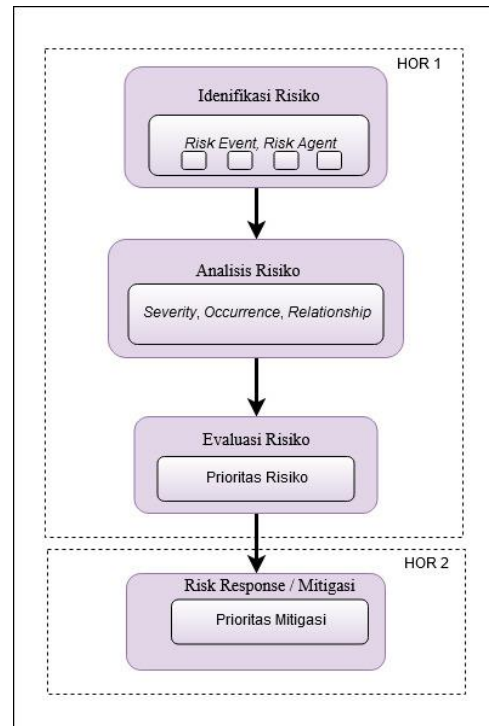 HOR 1
Idenifikasi Risiko
Risk Event, Risk Agent
Analisis Risiko
Severity, Occurrence, Relationship
Evaluasi Risiko
Prioritas Risiko
HOR 2
Risk Response / Mitigasi
Prioritas Mitigasi